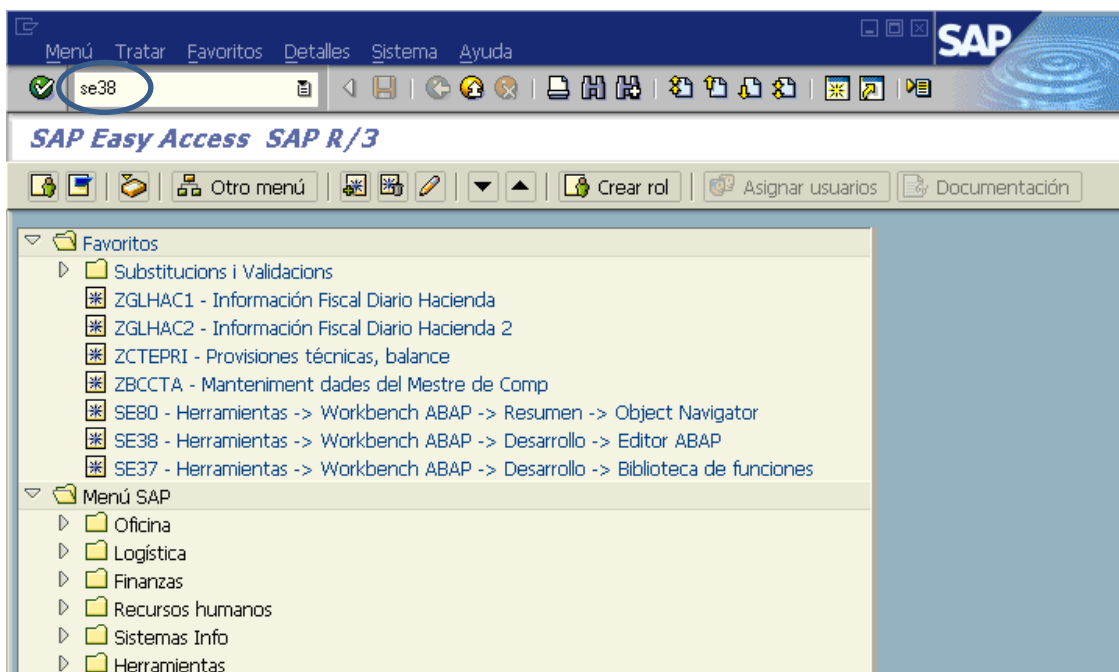 Menú Tratar Favoritos Detalles Sistema Ayuda
SAP
se38
SAP Easy Access SAP R/3
Otro menú Crear rol Asignar usuarios Documentación
Favoritos
Substitucions i Validacions
ZGLHAC1 - Información Fiscal Diario Hacienda
ZGLHAC2 - Información Fiscal Diario Hacienda 2
ZCTEPRI - Provisiones técnicas, balance
ZBCCTA - Manteniment dades del Mestre de Comp
SE80 - Herramientas -> Workbench ABAP -> Resumen -> Object Navigator
SE38 - Herramientas -> Workbench ABAP -> Desarrollo -> Editor ABAP
SE37 - Herramientas -> Workbench ABAP -> Desarrollo -> Biblioteca de funciones
Menú SAP
Oficina
Logística
Finanzas
Recursos humanos
Sistemas Info
Herramientas